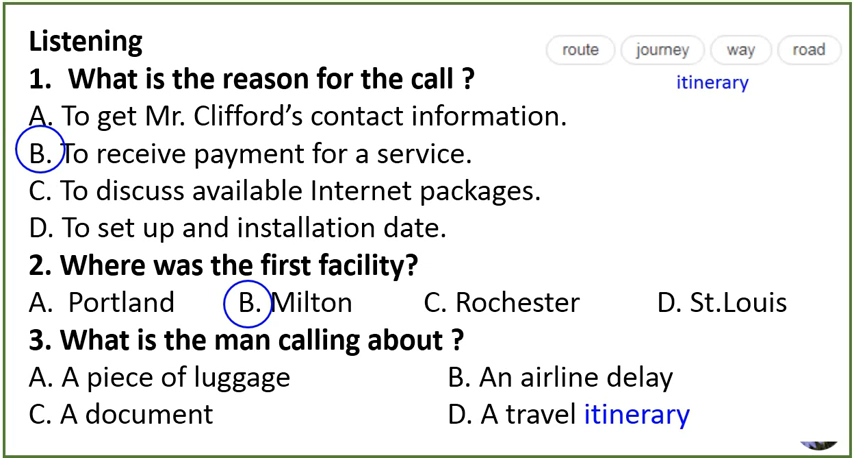 Listening
route journey way road
1. What is the reason for the call ?
itinerary
A. To get Mr. Clifford’s contact information.
B. To receive payment for a service.
C. To discuss available Internet packages.
D. To set up and installation date.
2. Where was the first facility?
A. Portland B. Milton C. Rochester D. St.Louis
3. What is the man calling about ?
A. A piece of luggage B. An airline delay
C. A document D. A travel itinerary